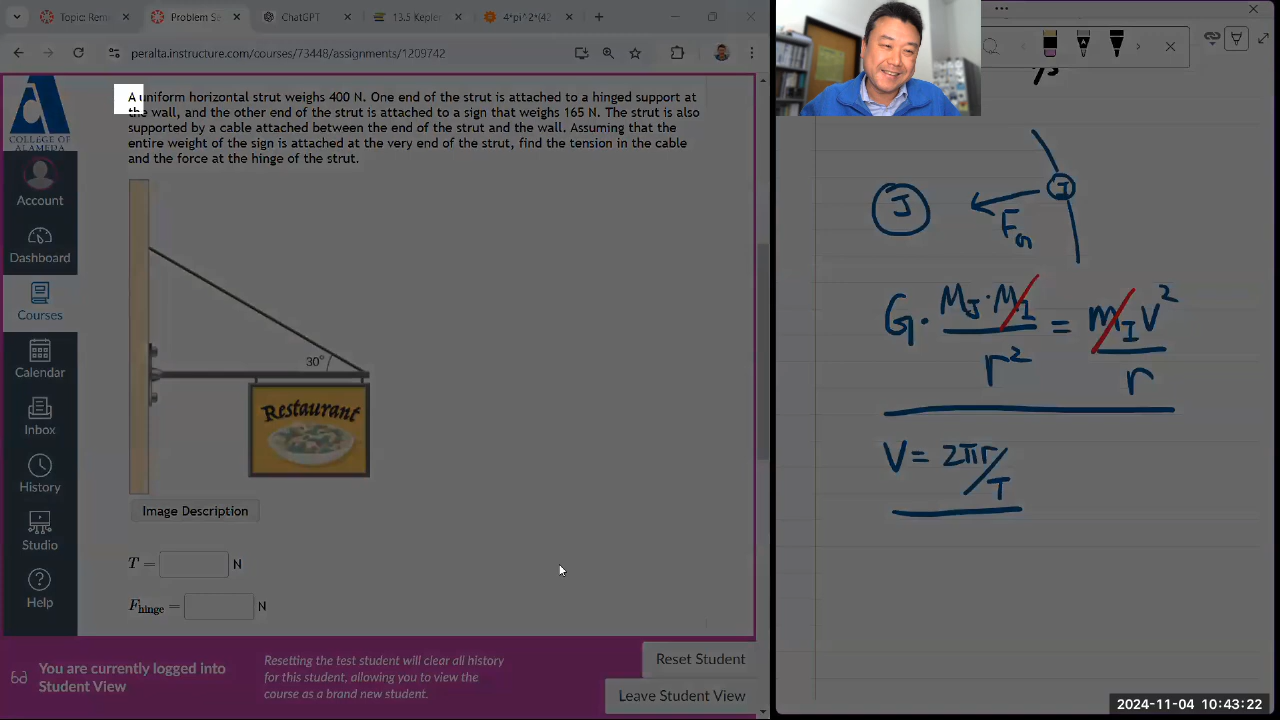 Topic Remi
Problem Se
ChatGPT
13.5 Kepler
4*pi^2*(42
peralta.instructure.com/courses/73448/assignments/1799742
COLLEGE OF
ALAMEDA
Account
Dashboard
Courses
Calendar
Inbox
History
Studio
Help
A uniform horizontal strut weighs 400 N. One end of the strut is attached to a hinged support at
the wall, and the other end of the strut is attached to a sign that weighs 165 N. The strut is also
supported by a cable attached between the end of the strut and the wall. Assuming that the
entire weight of the sign is attached at the very end of the strut, find the tension in the cable
and the force at the hinge of the strut.
30°
Restaurant
Image Description
T = N
F hinge = N
You are currently logged into
Student View
Resetting the test student will clear all history
for this student, allowing you to view the
course as a brand new student.
Reset Student
Leave Student View
J
I
F G
G · M J · M I / r² = m I v² / r
V = 2πr/T
2024-11-04 10:43:22